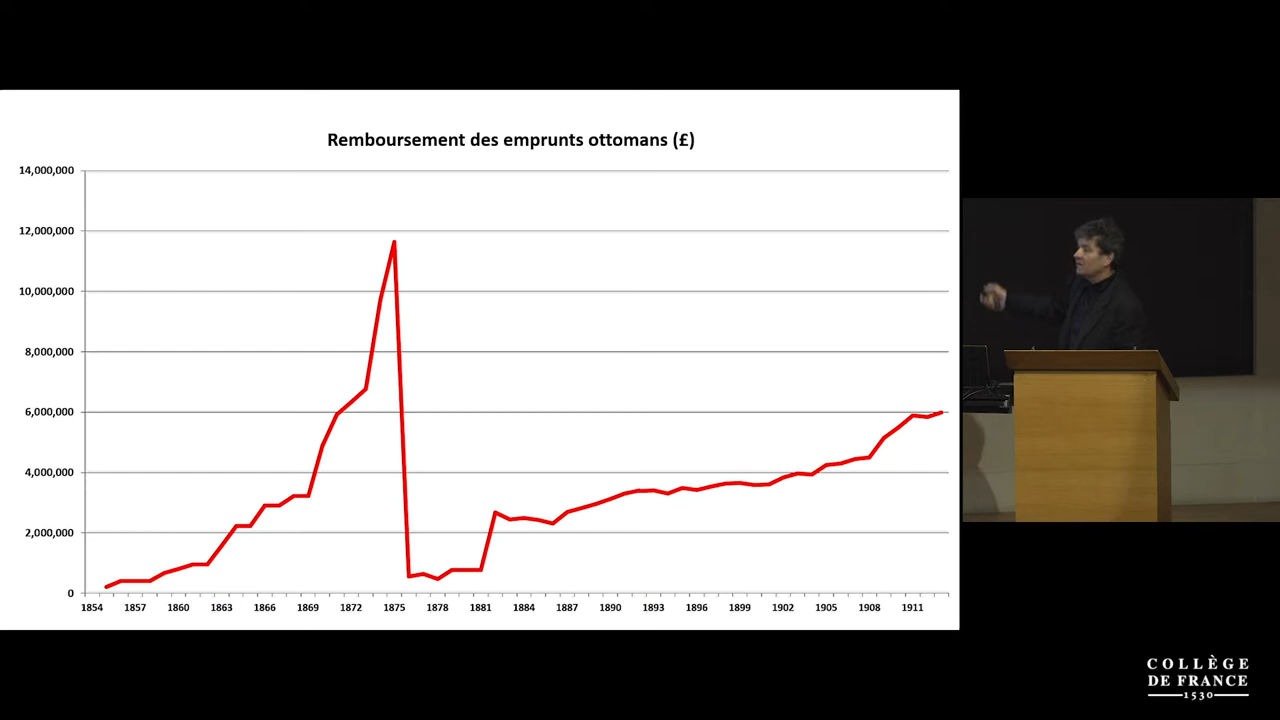 Remboursement des emprunts ottomans (£)
14,000,000
12,000,000
10,000,000
8,000,000
6,000,000
4,000,000
2,000,000
0
1854 1857 1860 1863 1866 1869 1872 1875 1878 1881 1884 1887 1890 1893 1896 1899 1902 1905 1908 1911
COLLÈGE
DE FRANCE
1530